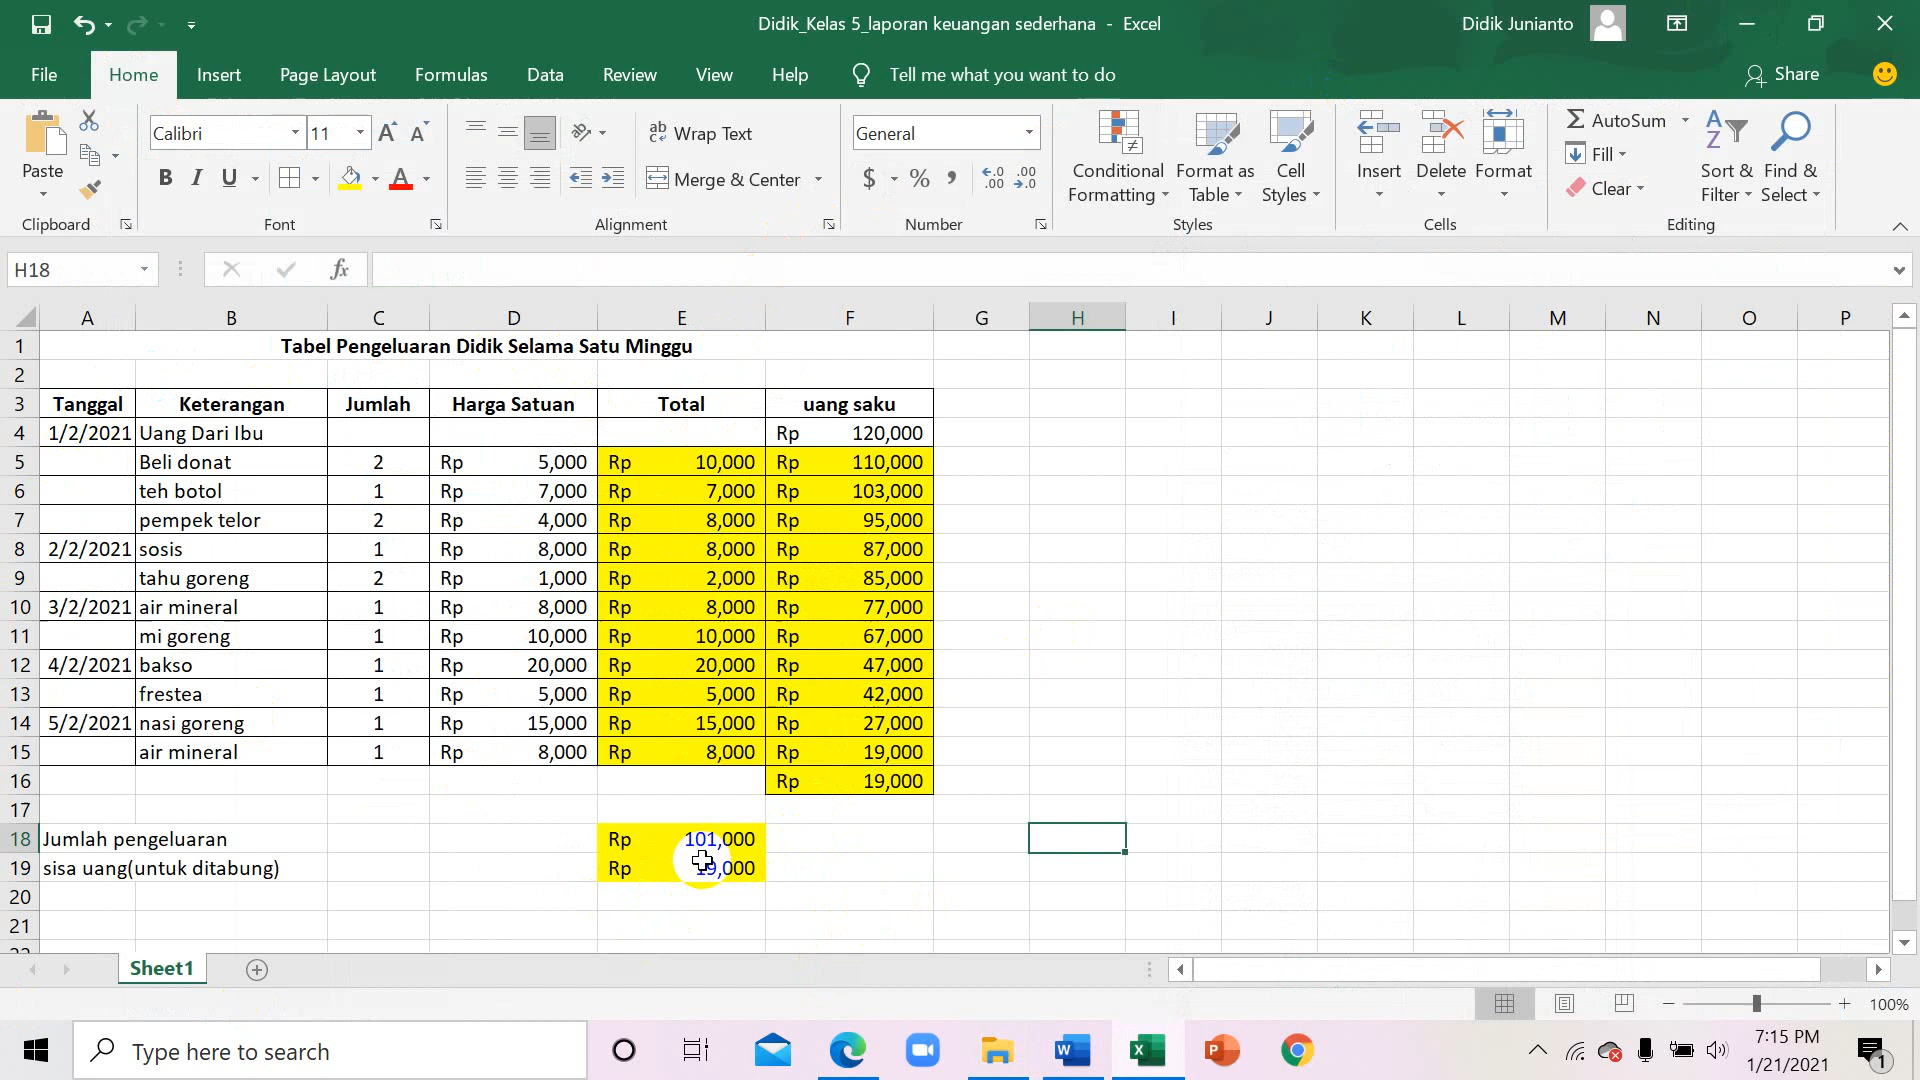 Didik_Kelas 5_laporan keuangan sederhana - Excel
Didik Junianto
File Home Insert Page Layout Formulas Data Review View Help Tell me what you want to do Share
Paste
Clipboard
Calibri 11
B I U
Font
Wrap Text
Merge & Center
Alignment
General
$ % ,
Number
Conditional Formatting
Format as Table
Cell Styles
Styles
Insert Delete Format
Cells
AutoSum
Fill
Clear
Sort & Filter
Find & Select
Editing
H18 fx
A B C D E F G H I J K L M N O P
1 Tabel Pengeluaran Didik Selama Satu Minggu
2
3 Tanggal Keterangan Jumlah Harga Satuan Total uang saku
4 1/2/2021 Uang Dari Ibu Rp 120,000
5 Beli donat 2 Rp 5,000 Rp 10,000 Rp 110,000
6 teh botol 1 Rp 7,000 Rp 7,000 Rp 103,000
7 pempek telor 2 Rp 4,000 Rp 8,000 Rp 95,000
8 2/2/2021 sosis 1 Rp 8,000 Rp 8,000 Rp 87,000
9 tahu goreng 2 Rp 1,000 Rp 2,000 Rp 85,000
10 3/2/2021 air mineral 1 Rp 8,000 Rp 8,000 Rp 77,000
11 mi goreng 1 Rp 10,000 Rp 10,000 Rp 67,000
12 4/2/2021 bakso 1 Rp 20,000 Rp 20,000 Rp 47,000
13 frestea 1 Rp 5,000 Rp 5,000 Rp 42,000
14 5/2/2021 nasi goreng 1 Rp 15,000 Rp 15,000 Rp 27,000
15 air mineral 1 Rp 8,000 Rp 8,000 Rp 19,000
16 Rp 19,000
17
18 Jumlah pengeluaran Rp 101,000
19 sisa uang(untuk ditabung) Rp 19,000
20
21
Sheet1
100%
Type here to search
7:15 PM
1/21/2021
1